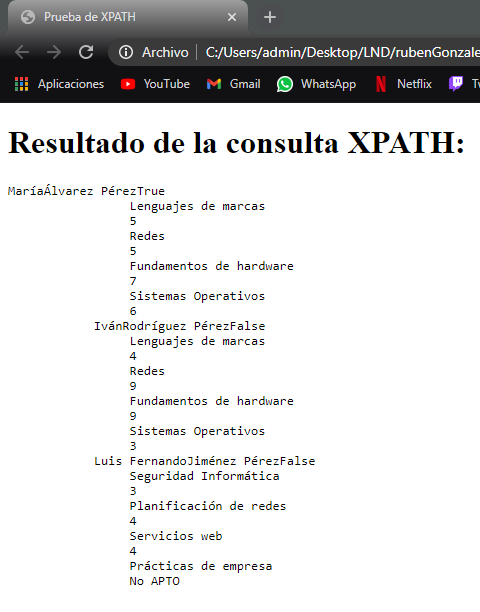 Prueba de XPATH
Archivo | C:/Users/admin/Desktop/LND/rubenGonzale
Aplicaciones YouTube Gmail WhatsApp Netflix Tw
Resultado de la consulta XPATH:
MaríaÁlvarez PérezTrue
Lenguajes de marcas
5
Redes
5
Fundamentos de hardware
7
Sistemas Operativos
6
IvánRodríguez PérezFalse
Lenguajes de marcas
4
Redes
9
Fundamentos de hardware
9
Sistemas Operativos
3
Luis FernandoJiménez PérezFalse
Seguridad Informática
3
Planificación de redes
4
Servicios web
4
Prácticas de empresa
No APTO